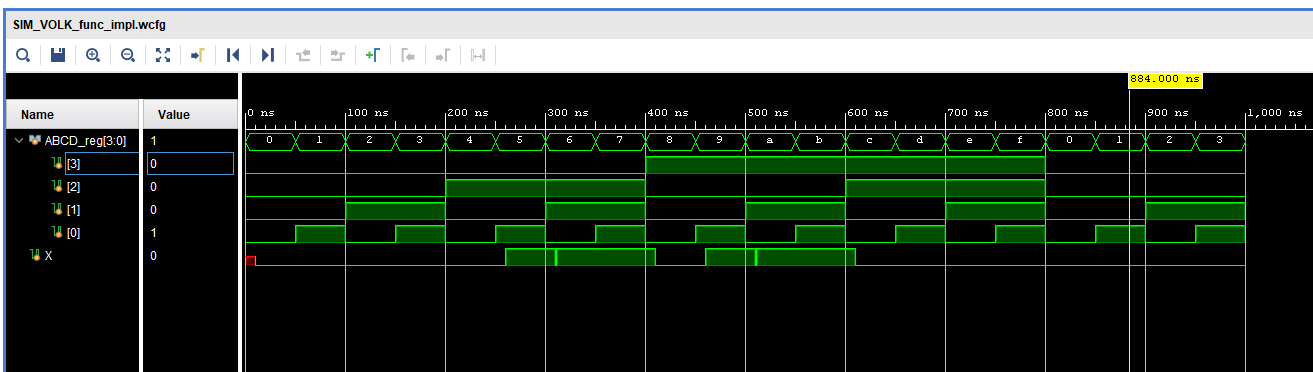 SIM_VOLK_func_impl.wcfg
884.000 ns
Name Value 0 ns 100 ns 200 ns 300 ns 400 ns 500 ns 600 ns 700 ns 800 ns 900 ns 1,000 ns
ABCD_reg[3:0] 1 0 1 2 3 4 5 6 7 8 9 a b c d e f 0 1 2 3
[3] 0
[2] 0
[1] 0
[0] 1
X 0